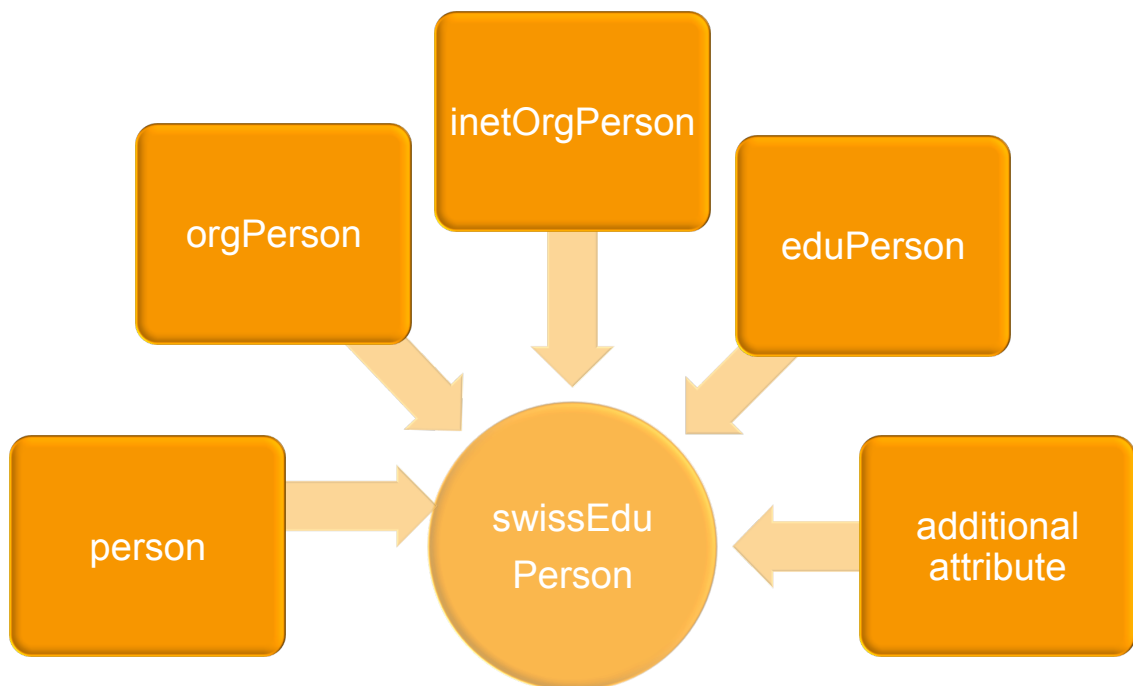 inetOrgPerson
orgPerson
eduPerson
person
swissEdu
Person
additional
attribute